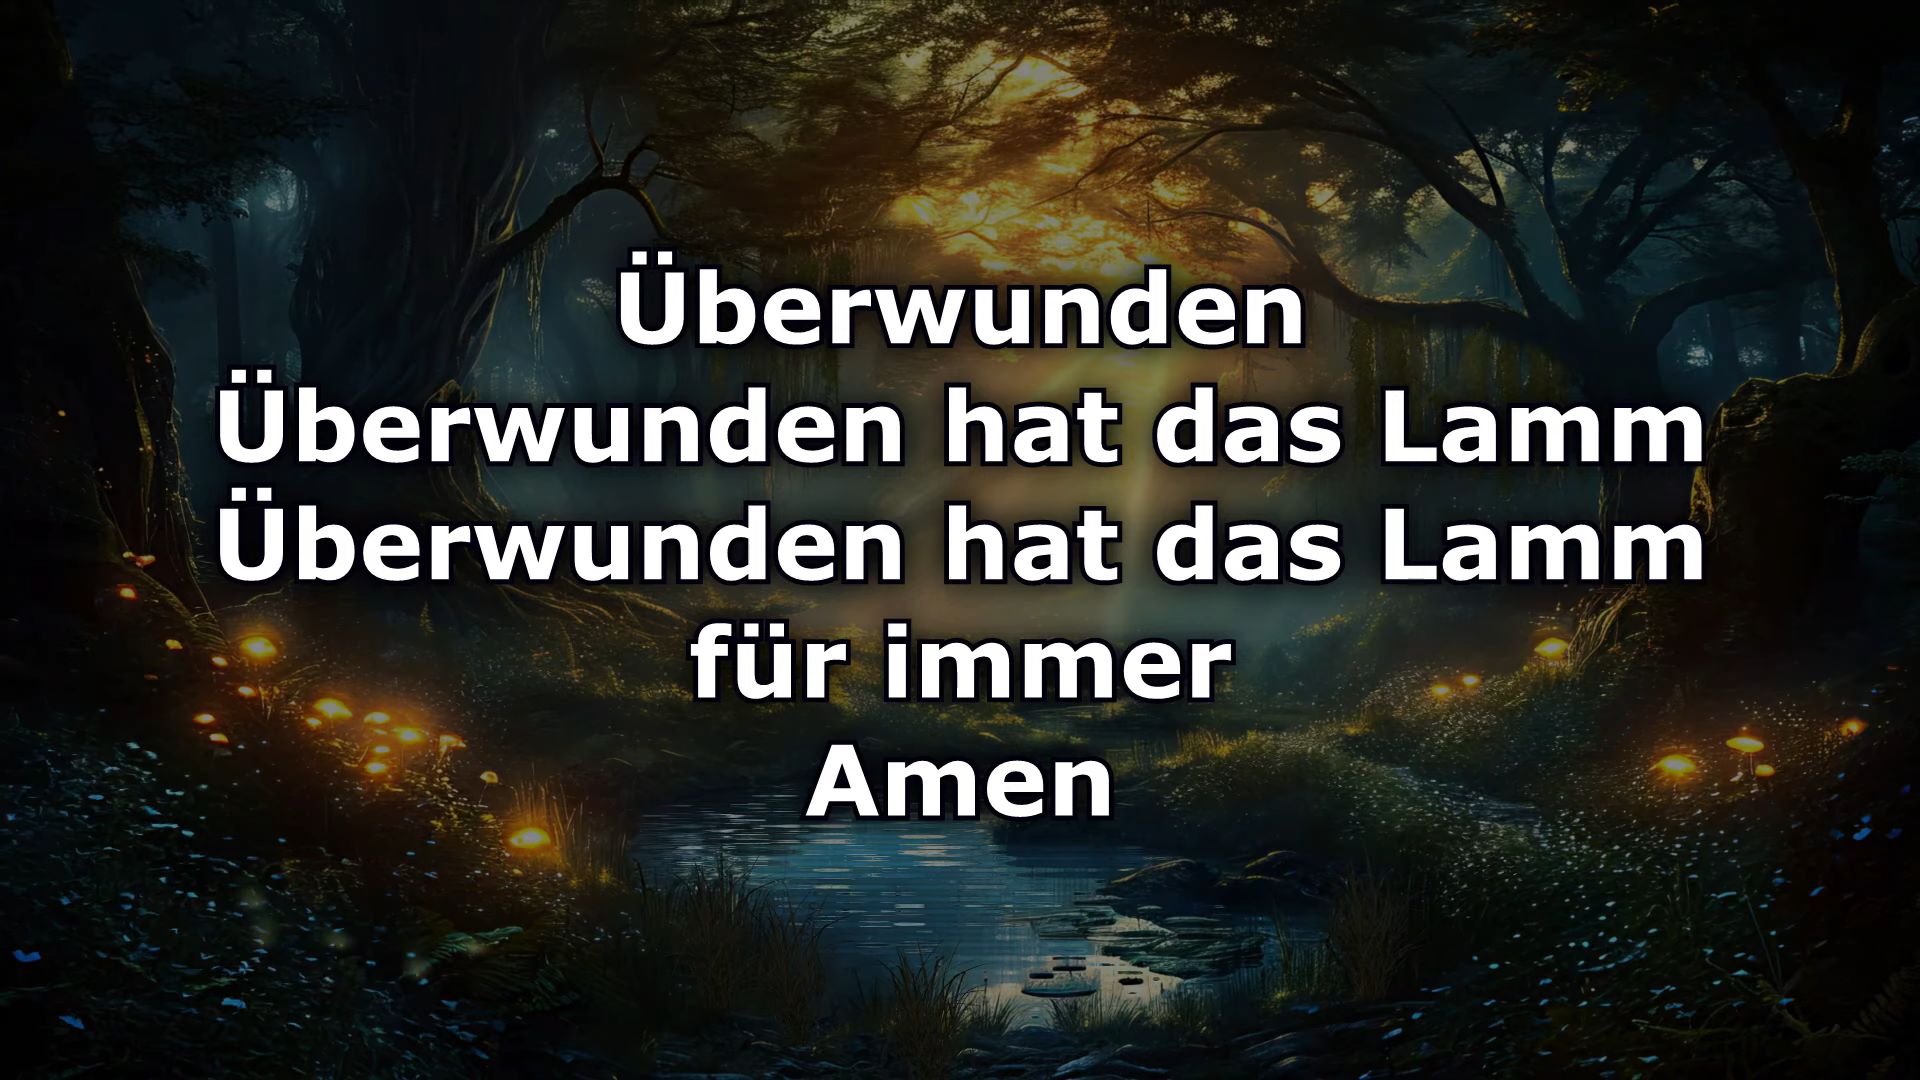 Überwunden
Überwunden hat das Lamm
Überwunden hat das Lamm
für immer
Amen